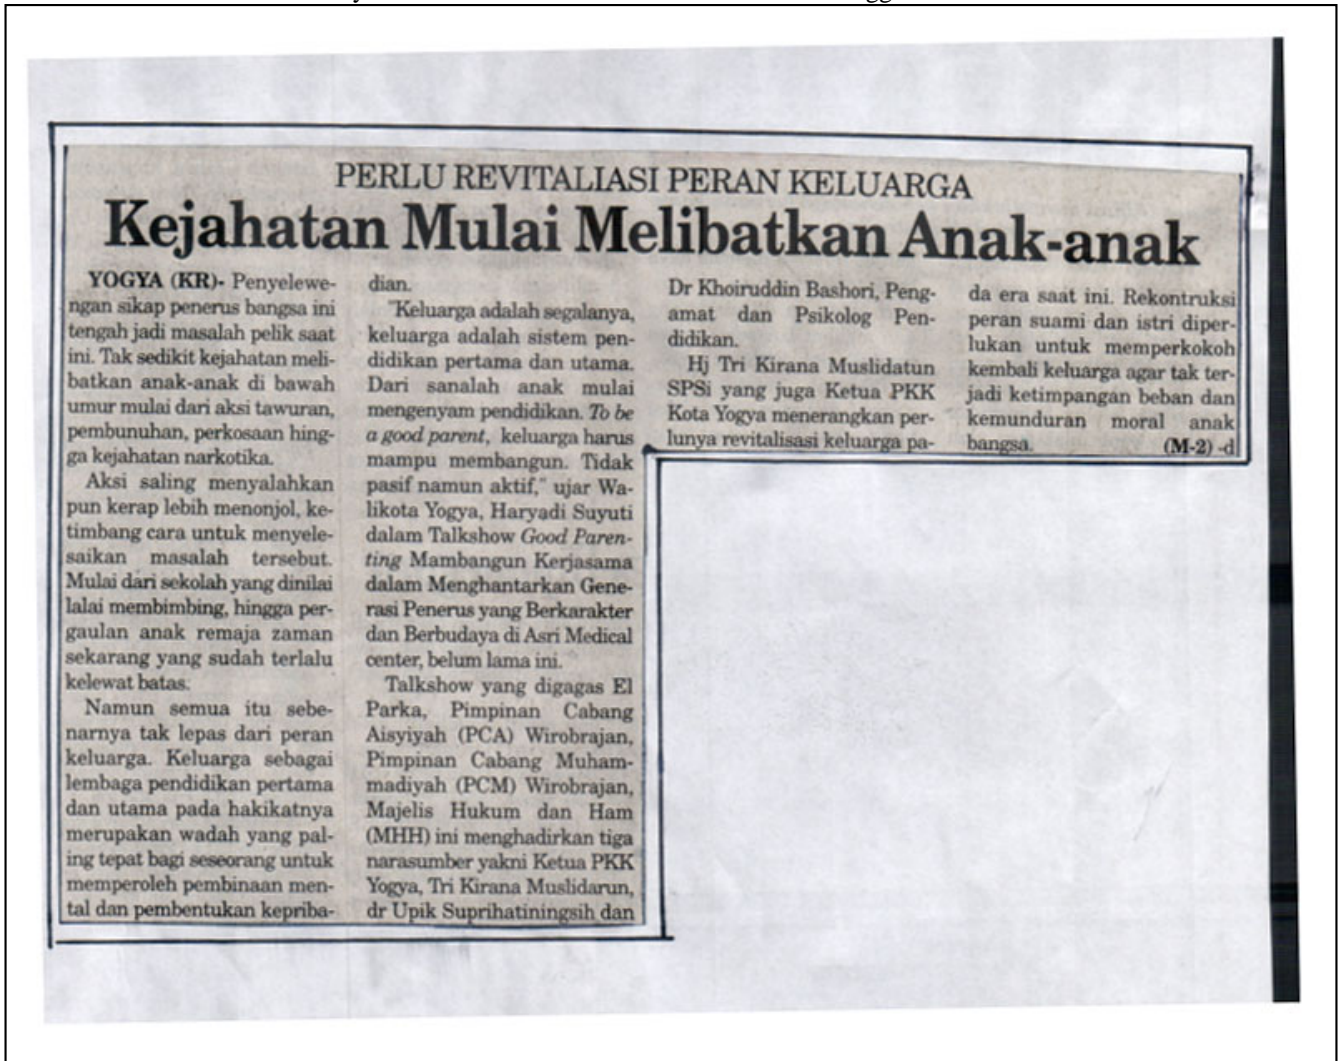 PERLU REVITALIASI PERAN KELUARGA
Kejahatan Mulai Melibatkan Anak-anak
YOGYA (KR)- Penyelewe-
ngan sikap penerus bangsa ini
tengah jadi masalah pelik saat
ini. Tak sedikit kejahatan meli-
batkan anak-anak di bawah
umur mulai dari aksi tawuran,
pembunuhan, perkosaan hing-
ga kejahatan narkotika.
Aksi saling menyalahkan
pun kerap lebih menonjol, ke-
timbang cara untuk menyele-
saikan masalah tersebut.
Mulai dari sekolah yang dinilai
lalai membimbing, hingga per-
gaulan anak remaja zaman
sekarang yang sudah terlalu
kelewat batas.
Namun semua itu sebe-
narnya tak lepas dari peran
keluarga. Keluarga sebagai
lembaga pendidikan pertama
dan utama pada hakikatnya
merupakan wadah yang pal-
ing tepat bagi seseorang untuk
memperoleh pembinaan men-
tal dan pembentukan kepriba-
dian.
"Keluarga adalah segalanya,
keluarga adalah sistem pen-
didikan pertama dan utama.
Dari sanalah anak mulai
mengenyam pendidikan. To be
a good parent, keluarga harus
mampu membangun. Tidak
pasif namun aktif," ujar Wa-
likota Yogya, Haryadi Suyuti
dalam Talkshow Good Paren-
ting Mambangun Kerjasama
dalam Menghantarkan Gene-
rasi Penerus yang Berkarakter
dan Berbudaya di Asri Medical
center, belum lama ini.
Talkshow yang digagas El
Parka, Pimpinan Cabang
Aisyiyah (PCA) Wirobrajan,
Pimpinan Cabang Muham-
madiyah (PCM) Wirobrajan,
Majelis Hukum dan Ham
(MHH) ini menghadirkan tiga
narasumber yakni Ketua PKK
Yogya, Tri Kirana Muslidarun,
dr Upik Suprihatiningsih dan
Dr Khoiruddin Bashori, Peng-
amat dan Psikolog Pen-
didikan.
Hj Tri Kirana Muslidatun
SPSi yang juga Ketua PKK
Kota Yogya menerangkan per-
lunya revitalisasi keluarga pa-
da era saat ini. Rekontruksi
peran suami dan istri diper-
lukan untuk memperkokoh
kembali keluarga agar tak ter-
jadi ketimpangan beban dan
kemunduran moral anak
bangsa. (M-2) -d